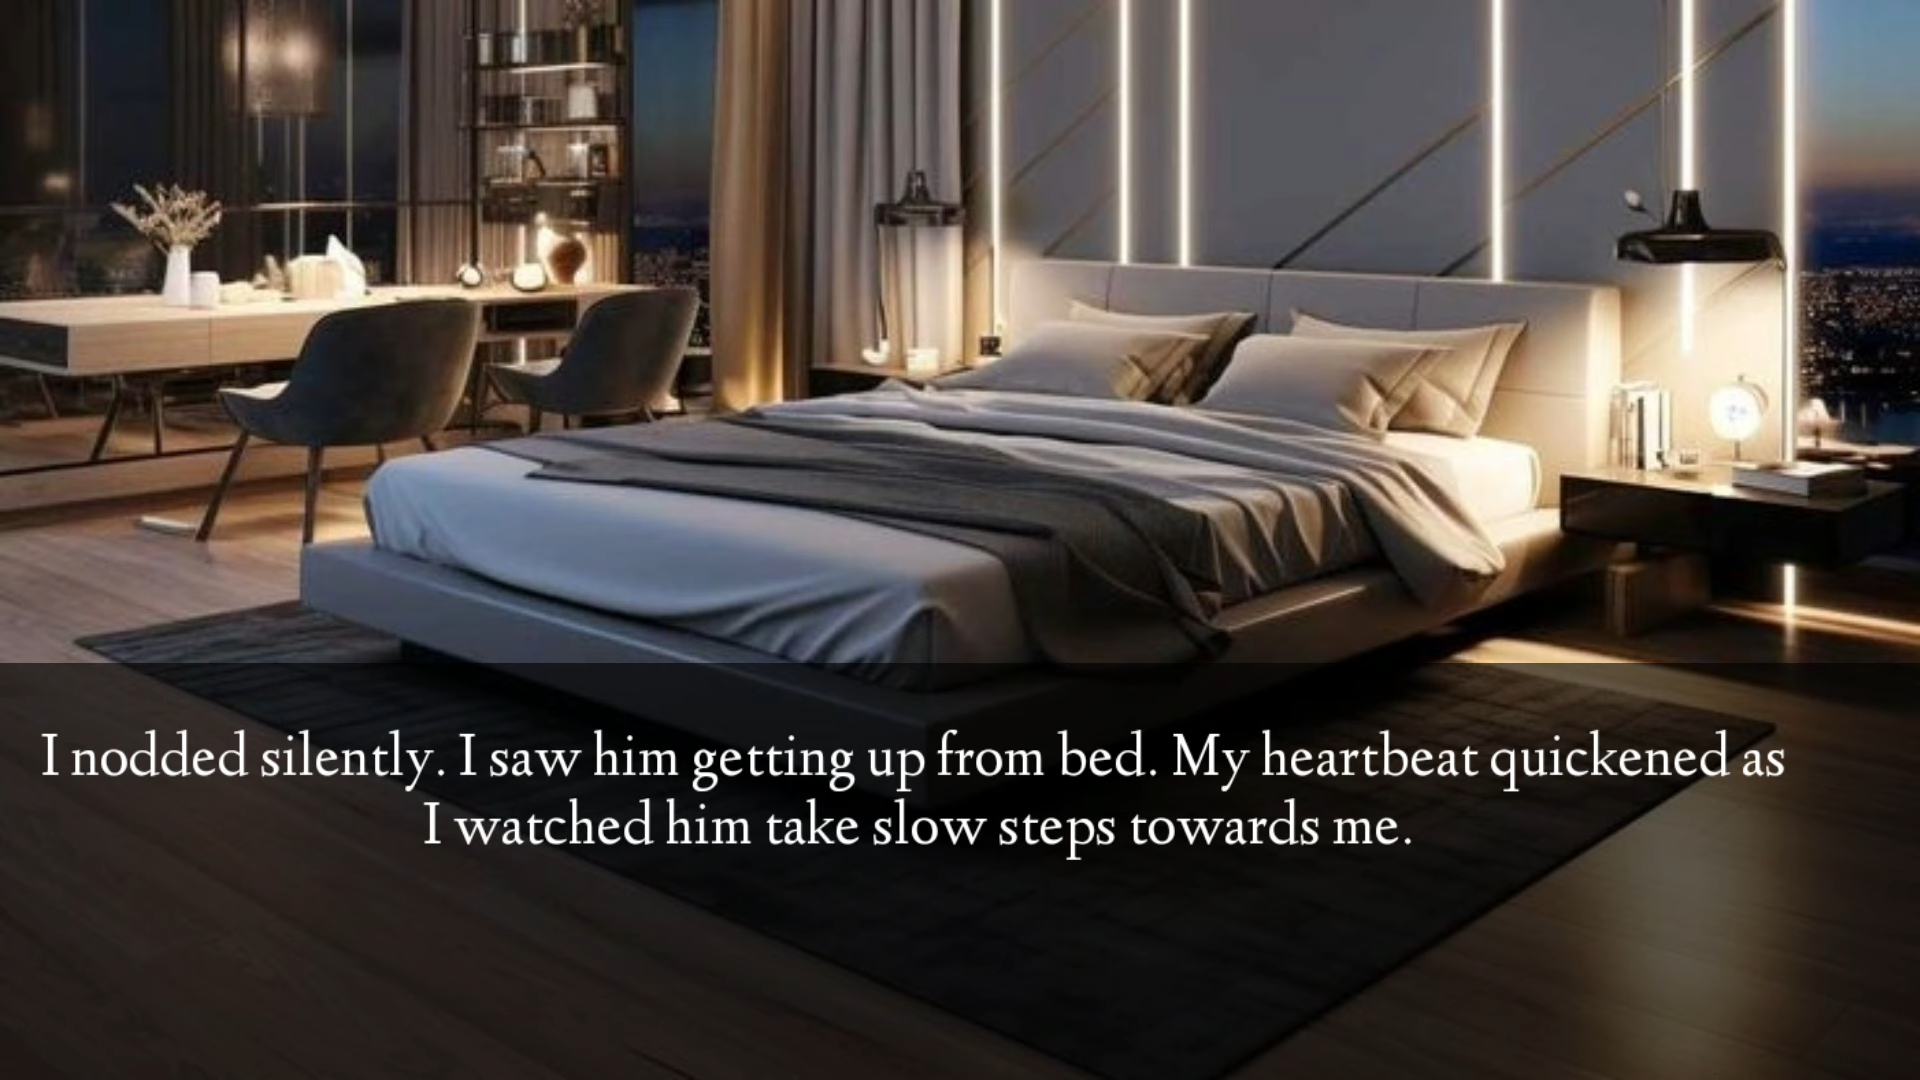 I nodded silently. I saw him getting up from bed. My heartbeat quickened as
I watched him take slow steps towards me.